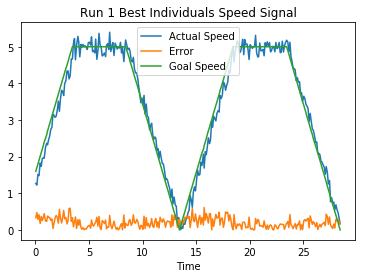 Run 1 Best Individuals Speed Signal
Actual Speed
Error
Goal Speed
5
4
3
2
1
0
0 5 10 15 20 25
Time